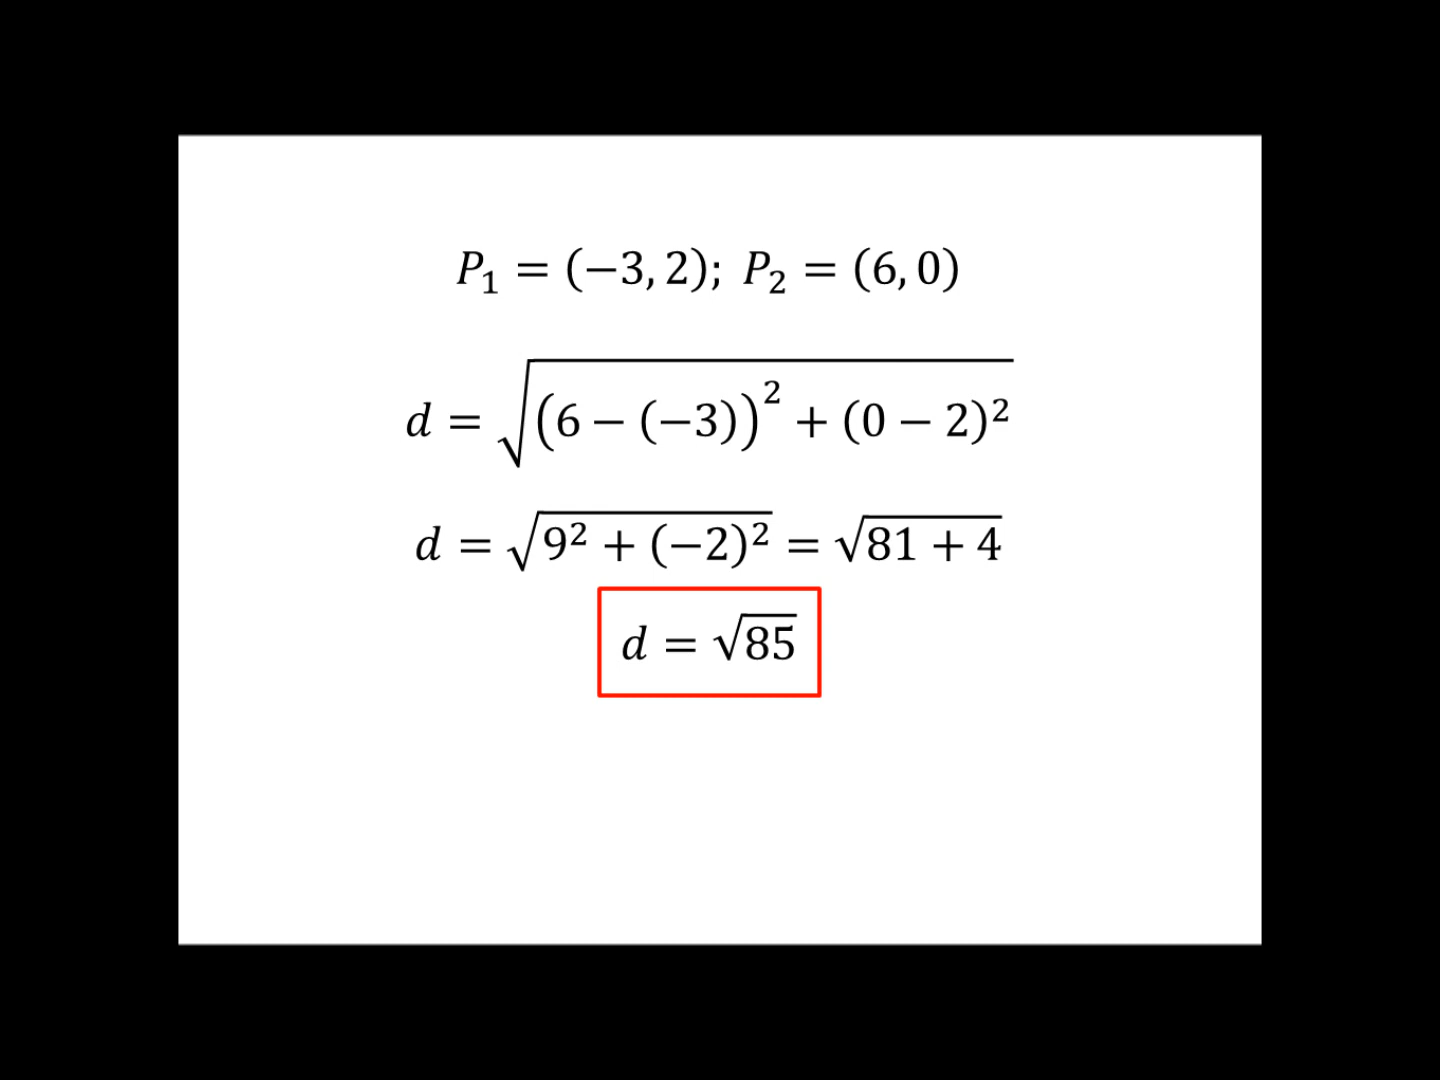 P₁ = (−3, 2); P₂ = (6, 0)
d = √((6 − (−3))² + (0 − 2)²)
d = √(9² + (−2)²) = √(81 + 4)
d = √85